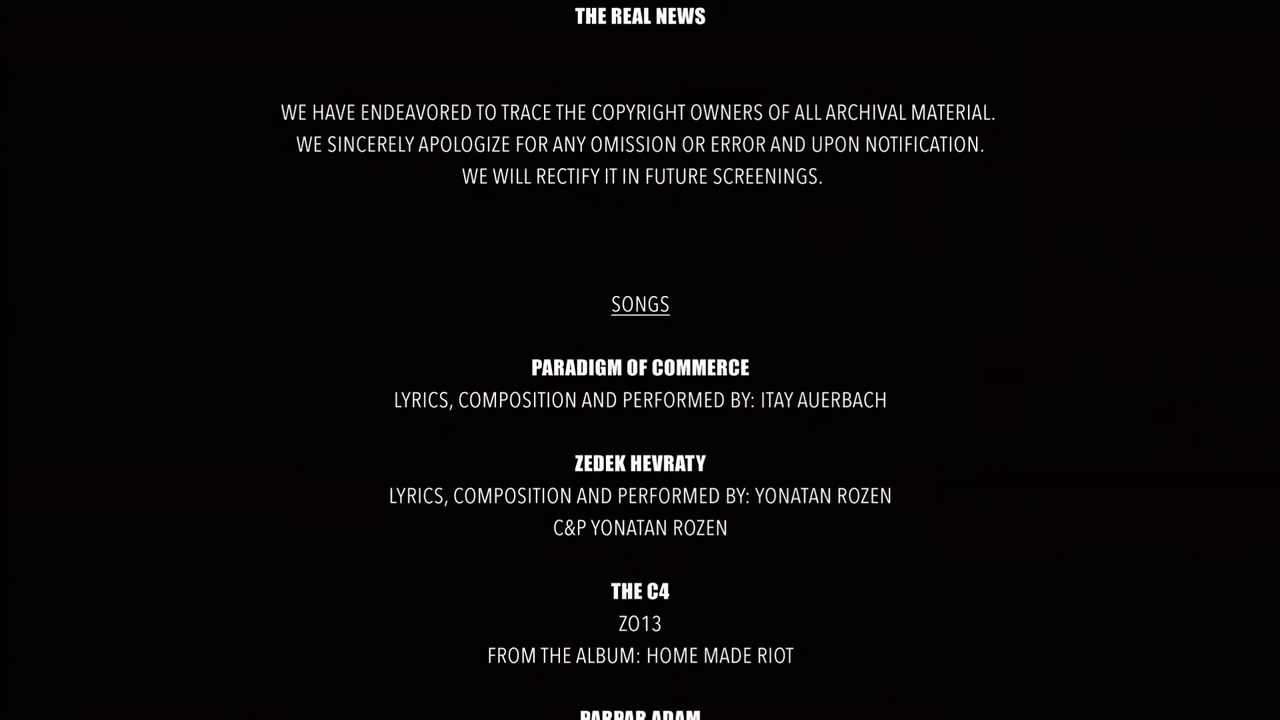 THE REAL NEWS
WE HAVE ENDEAVORED TO TRACE THE COPYRIGHT OWNERS OF ALL ARCHIVAL MATERIAL.
WE SINCERELY APOLOGIZE FOR ANY OMISSION OR ERROR AND UPON NOTIFICATION.
WE WILL RECTIFY IT IN FUTURE SCREENINGS.
SONGS
PARADIGM OF COMMERCE
LYRICS, COMPOSITION AND PERFORMED BY: ITAY AUERBACH
ZEDEK HEVRATY
LYRICS, COMPOSITION AND PERFORMED BY: YONATAN ROZEN
C&P YONATAN ROZEN
THE C4
ZO13
FROM THE ALBUM: HOME MADE RIOT
PARPAR ADAM